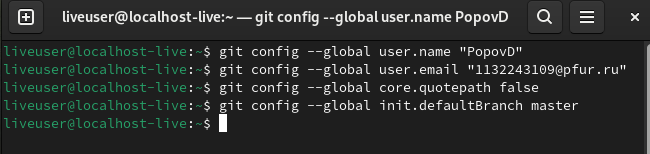 liveuser@localhost-live:~ — git config --global user.name PopovD
liveuser@localhost-live:~$ git config --global user.name "PopovD"
liveuser@localhost-live:~$ git config --global user.email "1132243109@pfur.ru"
liveuser@localhost-live:~$ git config --global core.quotepath false
liveuser@localhost-live:~$ git config --global init.defaultBranch master
liveuser@localhost-live:~$